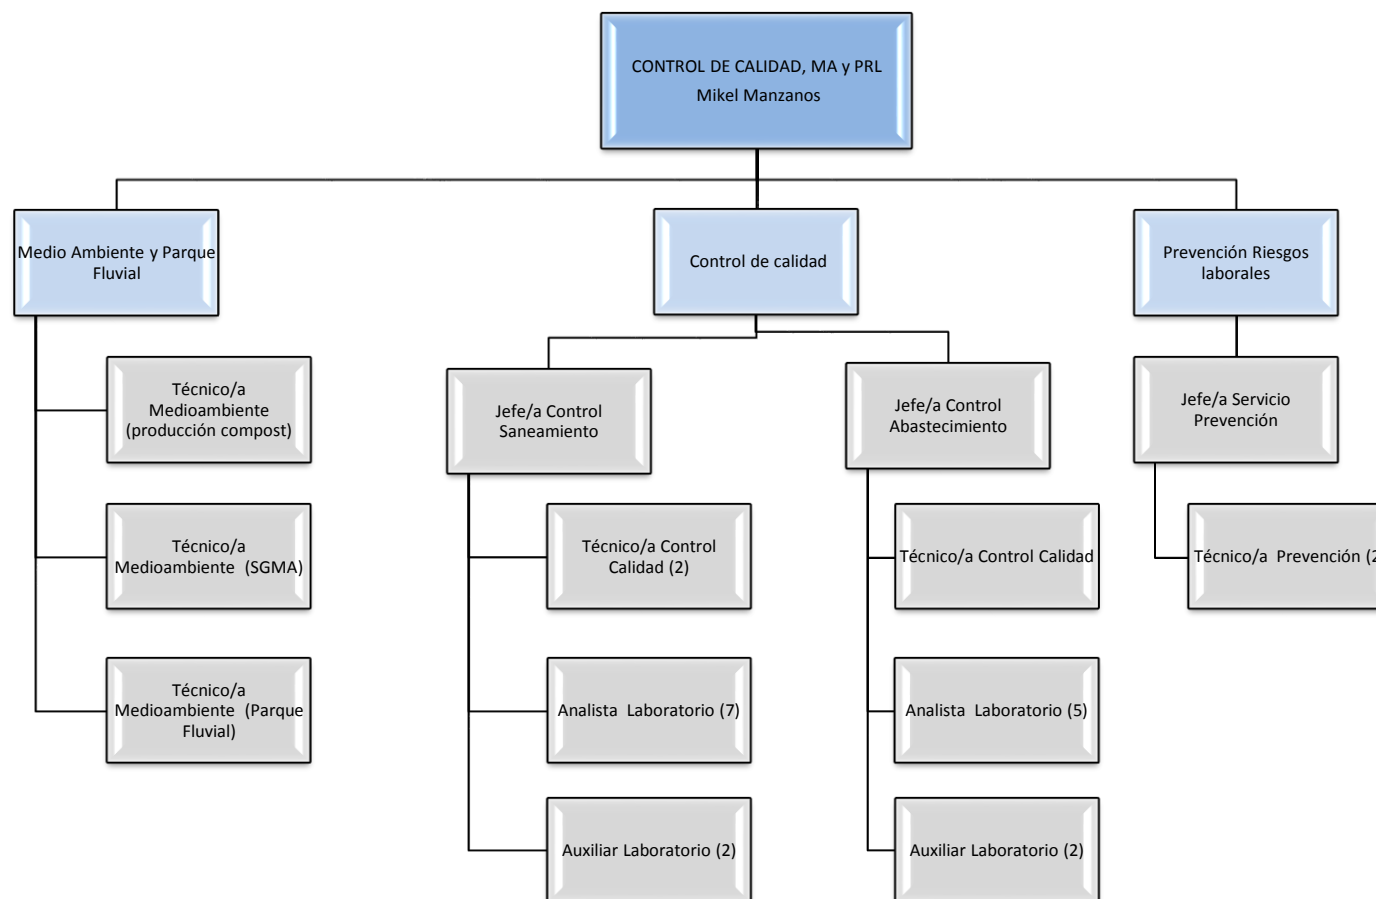 CONTROL DE CALIDAD, MA y PRL
Mikel Manzanos
Medio Ambiente y Parque
Fluvial
Control de calidad
Prevención Riesgos
laborales
Técnico/a
Medioambiente
(producción compost)
Jefe/a Control
Saneamiento
Jefe/a Control
Abastecimiento
Jefe/a Servicio
Prevención
Técnico/a
Medioambiente (SGMA)
Técnico/a Control
Calidad (2)
Técnico/a Control Calidad
Técnico/a Prevención (2
Técnico/a
Medioambiente (Parque
Fluvial)
Analista Laboratorio (7)
Analista Laboratorio (5)
Auxiliar Laboratorio (2)
Auxiliar Laboratorio (2)